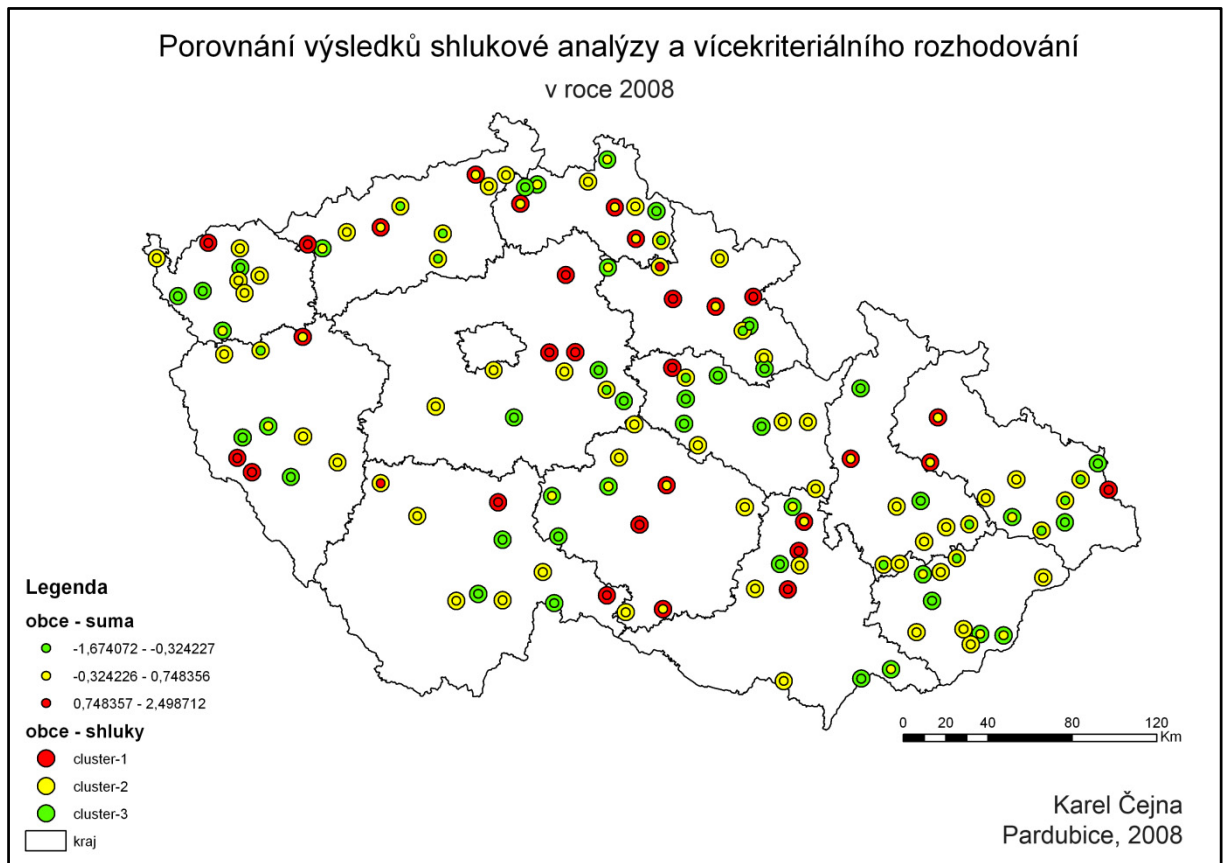 Porovnání výsledků shlukové analýzy a vícekriteriálního rozhodování
v roce 2008
Legenda
obce - suma
-1,674072 - -0,324227
-0,324226 - 0,748356
0,748357 - 2,498712
obce - shluky
cluster-1
cluster-2
cluster-3
kraj
0 20 40 80 120
Km
Karel Čejna
Pardubice, 2008